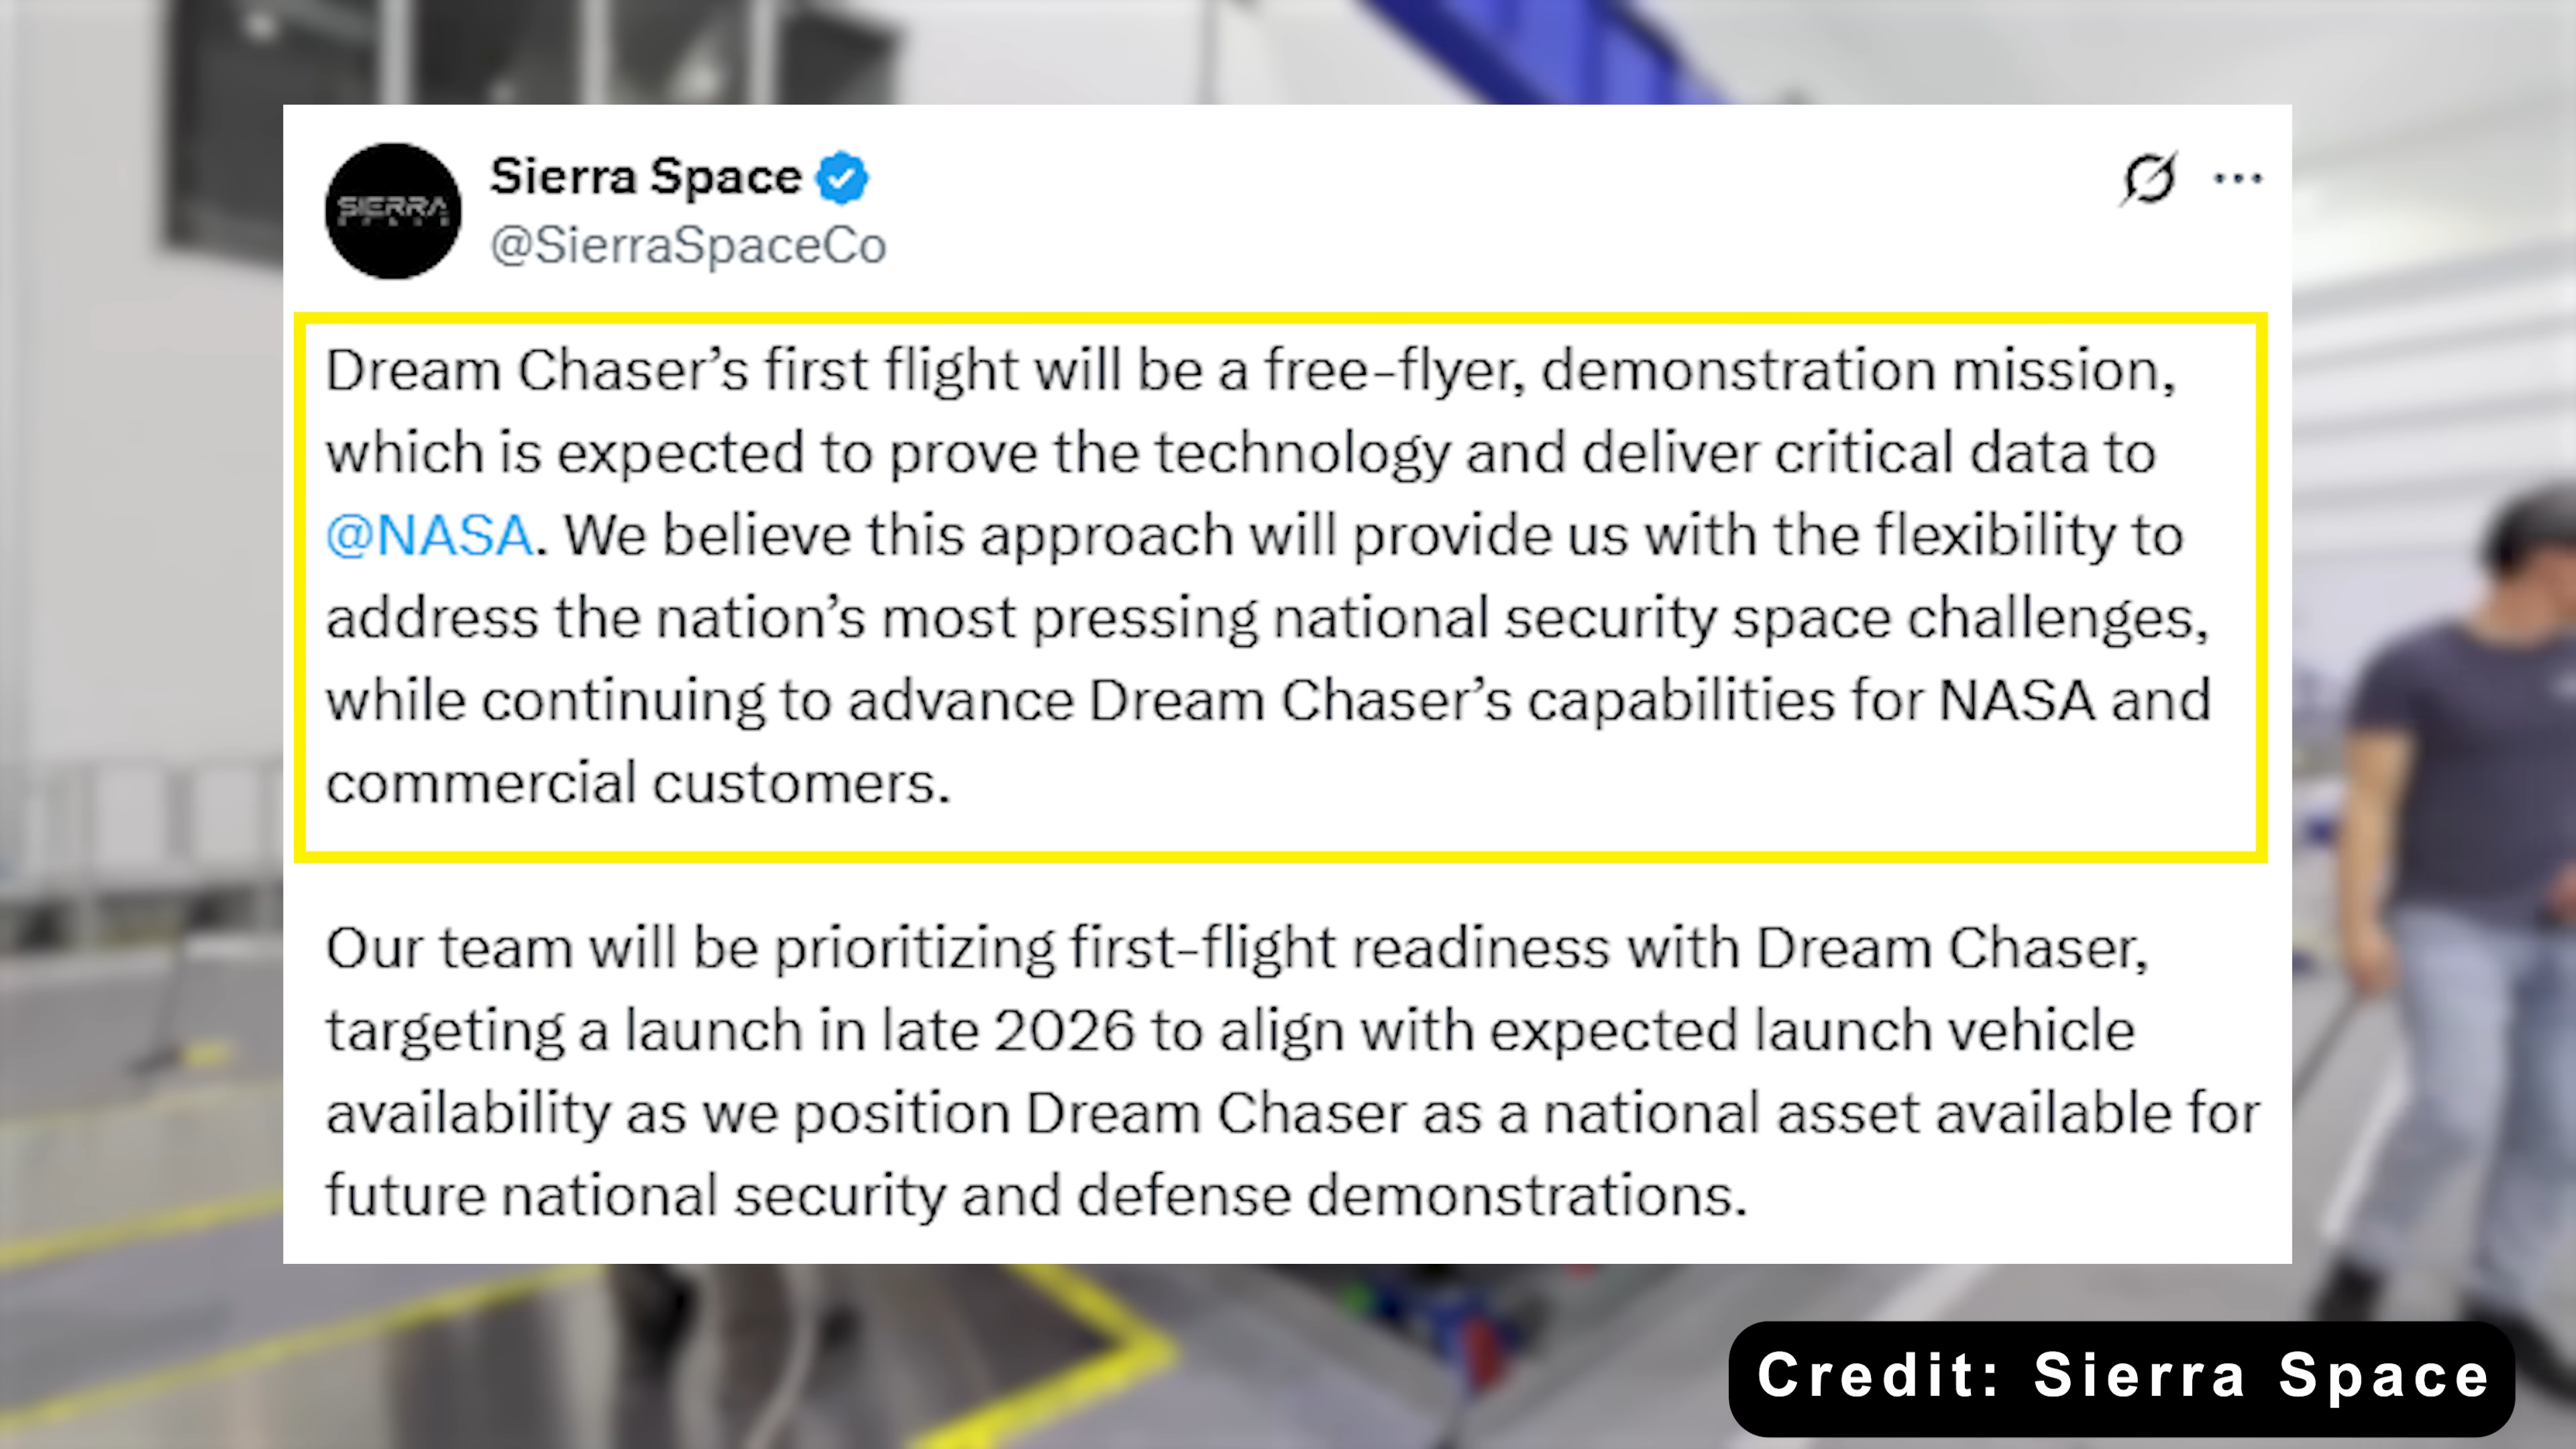 SIERRA
SPACE
Sierra Space
@SierraSpaceCo
Dream Chaser’s first flight will be a free-flyer, demonstration mission,
which is expected to prove the technology and deliver critical data to
@NASA. We believe this approach will provide us with the flexibility to
address the nation’s most pressing national security space challenges,
while continuing to advance Dream Chaser’s capabilities for NASA and
commercial customers.
Our team will be prioritizing first-flight readiness with Dream Chaser,
targeting a launch in late 2026 to align with expected launch vehicle
availability as we position Dream Chaser as a national asset available for
future national security and defense demonstrations.
Credit: Sierra Space